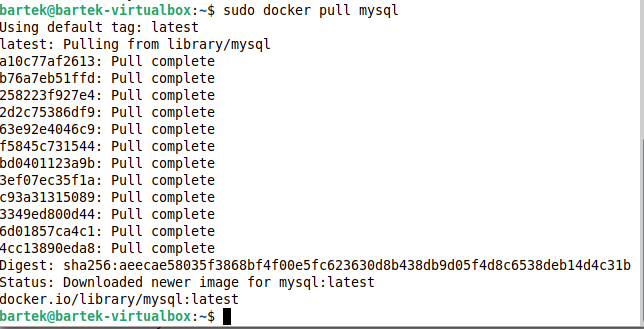 bartek@bartek-virtualbox:~$ sudo docker pull mysql
Using default tag: latest
latest: Pulling from library/mysql
a10c77af2613: Pull complete
b76a7eb51ffd: Pull complete
258223f927e4: Pull complete
2d2c75386df9: Pull complete
63e92e4046c9: Pull complete
f5845c731544: Pull complete
bd0401123a9b: Pull complete
3ef07ec35f1a: Pull complete
c93a31315089: Pull complete
3349ed800d44: Pull complete
6d01857ca4c1: Pull complete
4cc13890eda8: Pull complete
Digest: sha256:aeecae58035f3868bf4f00e5fc623630d8b438db9d05f4d8c6538deb14d4c31b
Status: Downloaded newer image for mysql:latest
docker.io/library/mysql:latest
bartek@bartek-virtualbox:~$